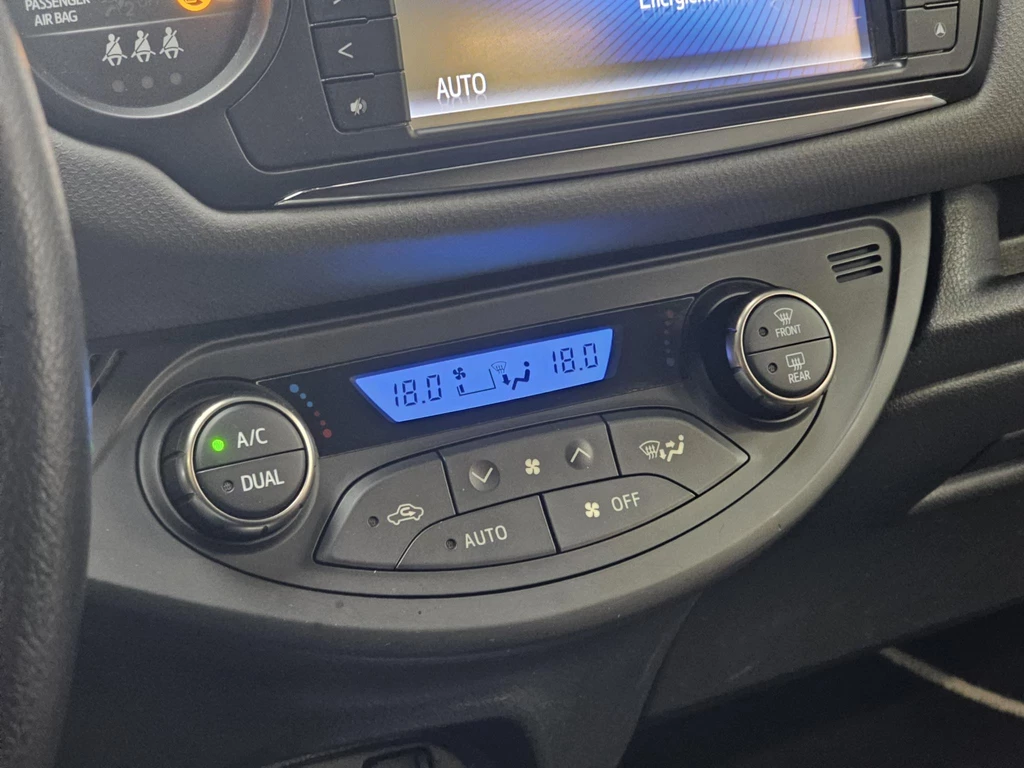 PASSENGER
AIR BAG
AUTO
FRONT
REAR
18.0
18.0
A/C
DUAL
AUTO
OFF